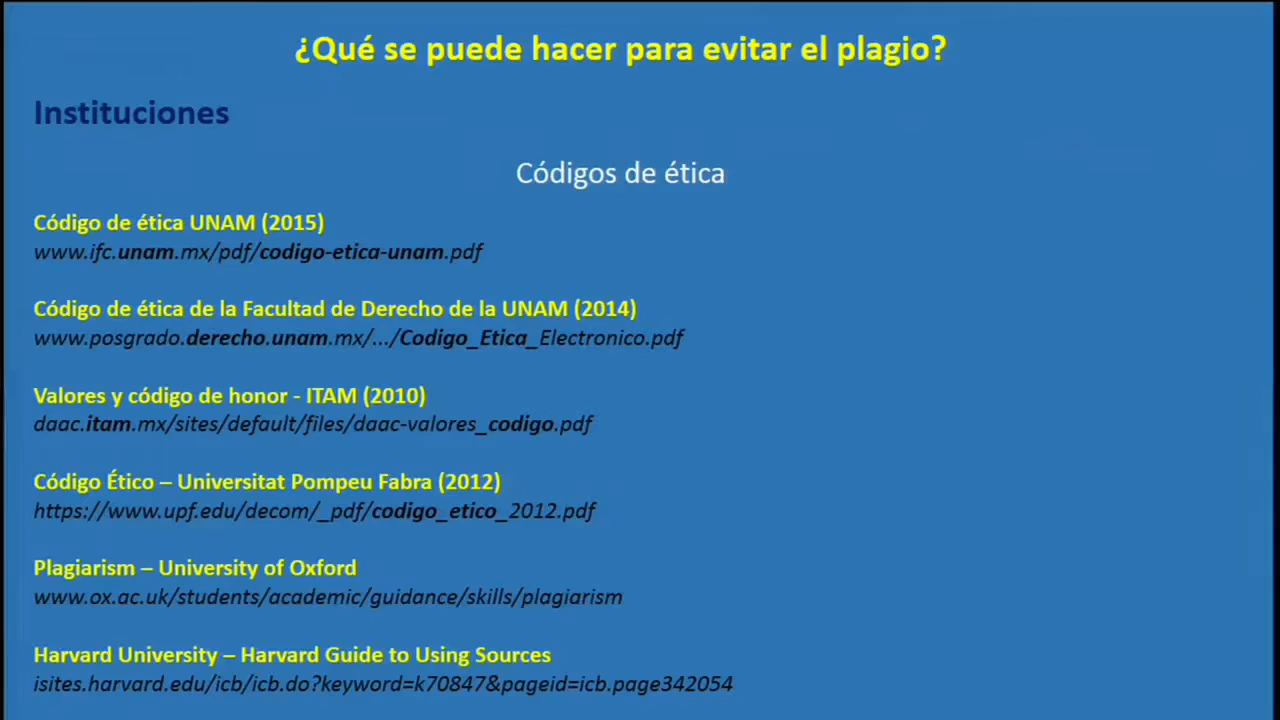 ¿Qué se puede hacer para evitar el plagio?
Instituciones
Códigos de ética
Código de ética UNAM (2015)
www.ifc.unam.mx/pdf/codigo-etica-unam.pdf
Código de ética de la Facultad de Derecho de la UNAM (2014)
www.posgrado.derecho.unam.mx/.../Codigo_Etica_Electronico.pdf
Valores y código de honor - ITAM (2010)
daac.itam.mx/sites/default/files/daac-valores_codigo.pdf
Código Ético – Universitat Pompeu Fabra (2012)
https://www.upf.edu/decom/_pdf/codigo_etico_2012.pdf
Plagiarism – University of Oxford
www.ox.ac.uk/students/academic/guidance/skills/plagiarism
Harvard University – Harvard Guide to Using Sources
isites.harvard.edu/icb/icb.do?keyword=k70847&pageid=icb.page342054